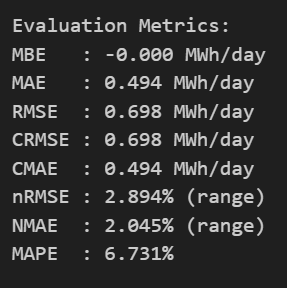 Evaluation Metrics:
MBE   : -0.000 MWh/day
MAE   : 0.494 MWh/day
RMSE  : 0.698 MWh/day
CRMSE : 0.698 MWh/day
CMAE  : 0.494 MWh/day
nRMSE : 2.894% (range)
NMAE  : 2.045% (range)
MAPE  : 6.731%